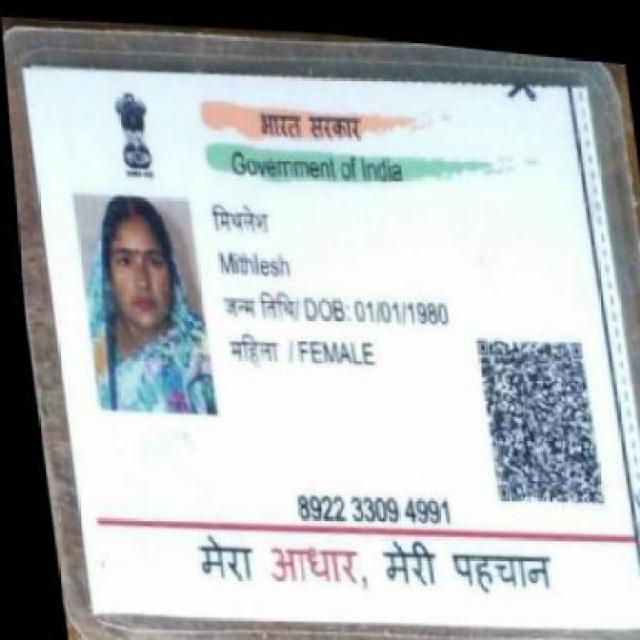 भारत सरकार
Government of India
मिथलेश
Mithlesh
जन्म तिथि/ DOB: 01/01/1980
महिला / FEMALE
8922 3309 4991
मेरा आधार, मेरी पहचान